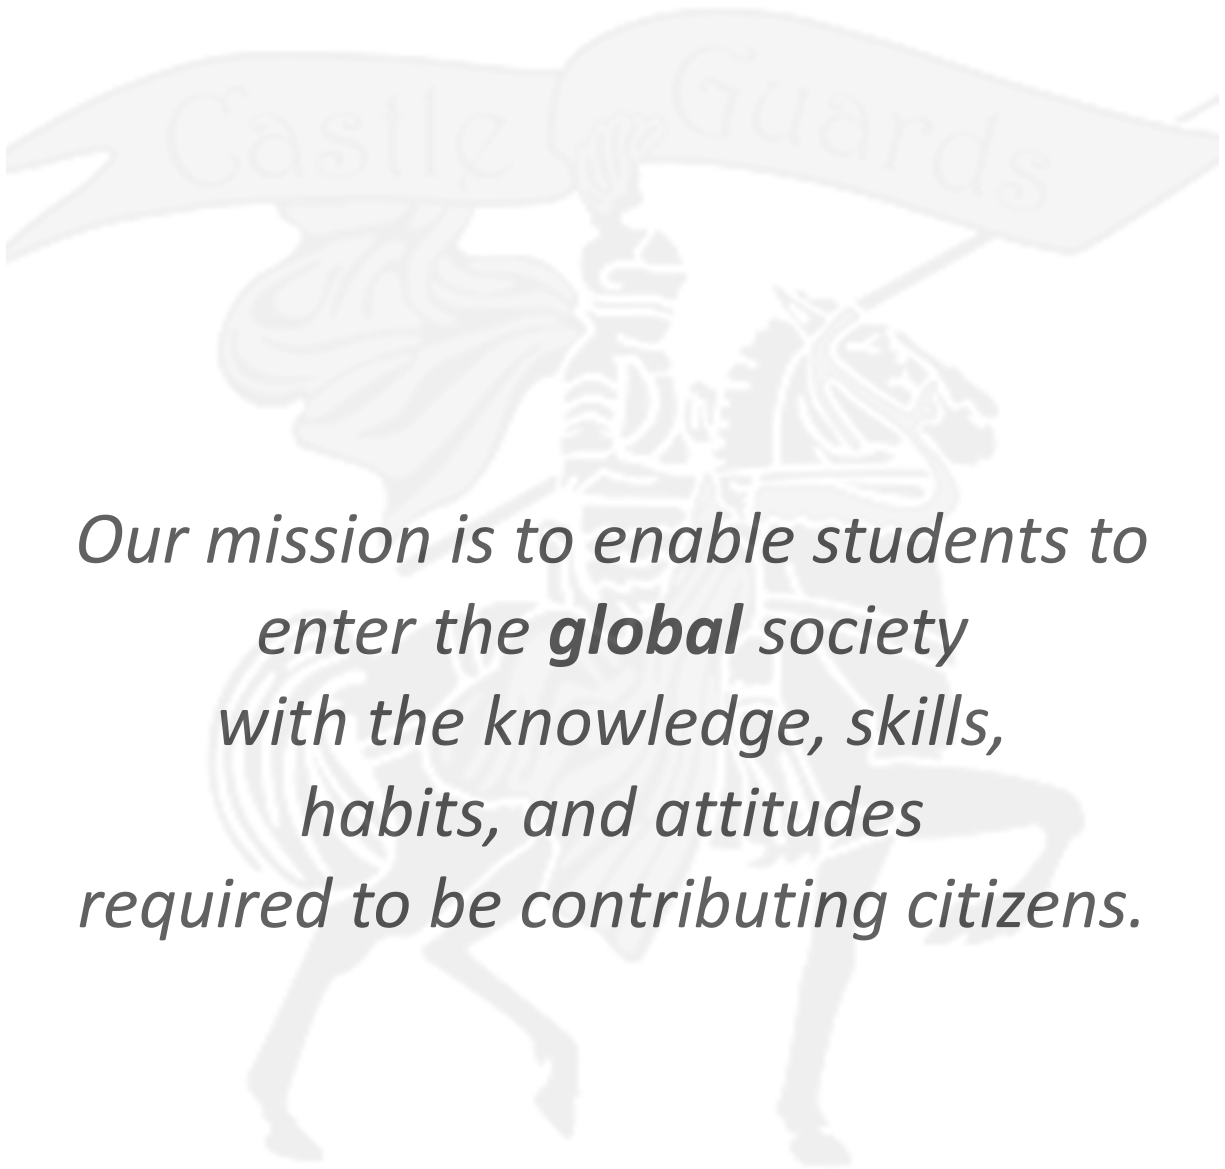 Castle Guards
Our mission is to enable students to
enter the global society
with the knowledge, skills,
habits, and attitudes
required to be contributing citizens.